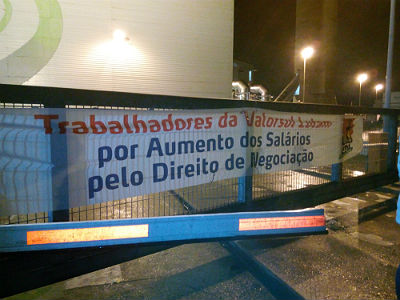 Trabalhadores da Valorsul
por Aumento dos Salários
pelo Direito de Negociação